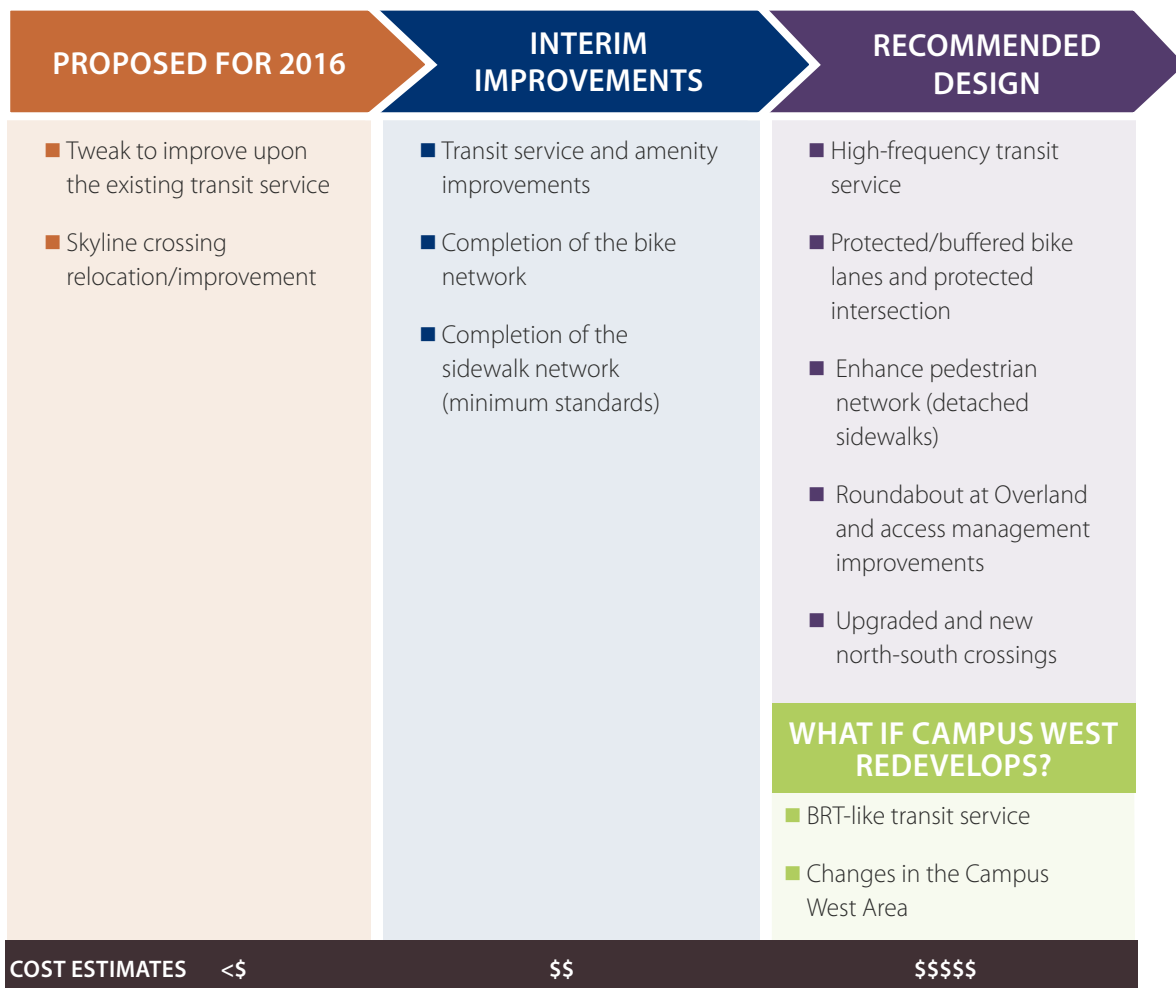 PROPOSED FOR 2016
■ Tweak to improve upon
the existing transit service
■ Skyline crossing
relocation/improvement
INTERIM
IMPROVEMENTS
■ Transit service and amenity
improvements
■ Completion of the bike
network
■ Completion of the
sidewalk network
(minimum standards)
RECOMMENDED
DESIGN
■ High-frequency transit
service
■ Protected/buffered bike
lanes and protected
intersection
■ Enhance pedestrian
network (detached
sidewalks)
■ Roundabout at Overland
and access management
improvements
■ Upgraded and new
north-south crossings
WHAT IF CAMPUS WEST
REDEVELOPS?
■ BRT-like transit service
■ Changes in the Campus
West Area
COST ESTIMATES <$ $$ $$$$$